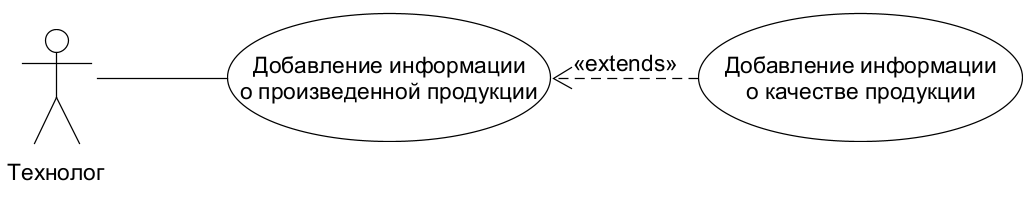 Добавление информации
о произведенной продукции
«extends»
Добавление информации
о качестве продукции
Технолог